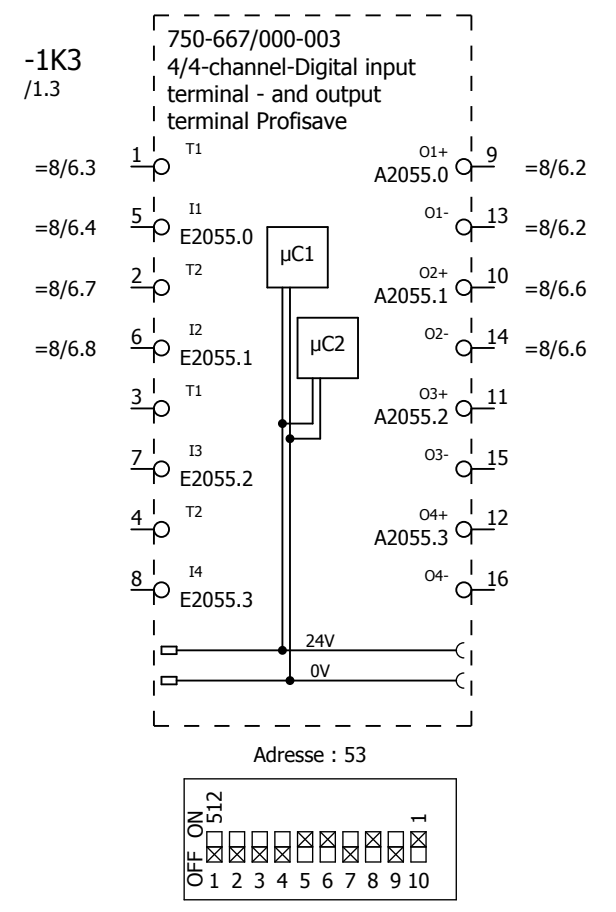 -1K3
/1.3
750-667/000-003
4/4-channel-Digital input
terminal - and output
terminal Profisave
=8/6.3 1 T1 O1+ A2055.0 9 =8/6.2
=8/6.4 5 I1 E2055.0 O1- 13 =8/6.2
µC1
=8/6.7 2 T2 O2+ A2055.1 10 =8/6.6
=8/6.8 6 I2 E2055.1 O2- 14 =8/6.6
µC2
3 T1 O3+ A2055.2 11
7 I3 E2055.2 O3- 15
4 T2 O4+ A2055.3 12
8 I4 E2055.3 O4- 16
24V
0V
Adresse : 53
OFF ON
512 1
1 2 3 4 5 6 7 8 9 10